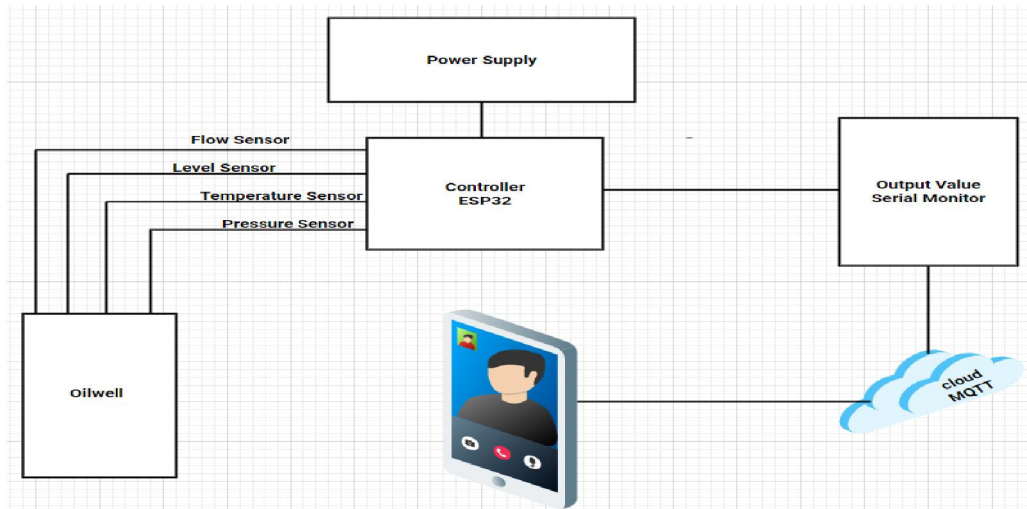 Power Supply
Flow Sensor
Level Sensor
Temperature Sensor
Pressure Sensor
Controller
ESP32
Output Value
Serial Monitor
Oilwell
cloud
MQTT